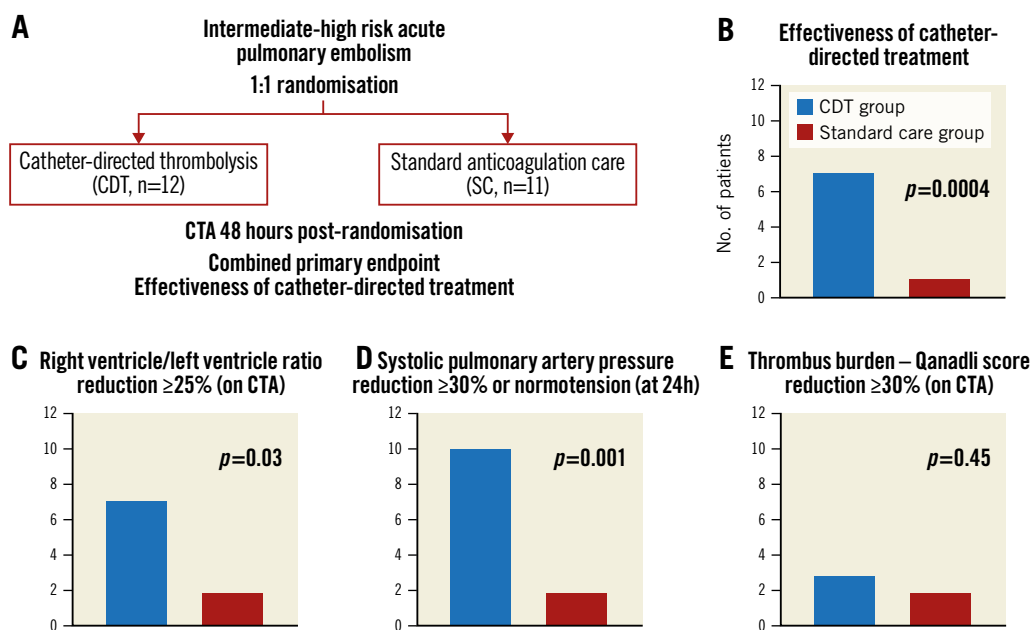 A
Intermediate-high risk acute
pulmonary embolism
1:1 randomisation
Catheter-directed thrombolysis
(CDT, n=12)
Standard anticoagulation care
(SC, n=11)
CTA 48 hours post-randomisation
Combined primary endpoint
Effectiveness of catheter-directed treatment
B Effectiveness of catheter-
directed treatment
No. of patients
12
10
8
6
4
2
0
CDT group
Standard care group
p=0.0004
C Right ventricle/left ventricle ratio
reduction ≥25% (on CTA)
12
10
8
6
4
2
0
p=0.03
D Systolic pulmonary artery pressure
reduction ≥30% or normotension (at 24h)
12
10
8
6
4
2
0
p=0.001
E Thrombus burden – Qanadli score
reduction ≥30% (on CTA)
12
10
8
6
4
2
0
p=0.45